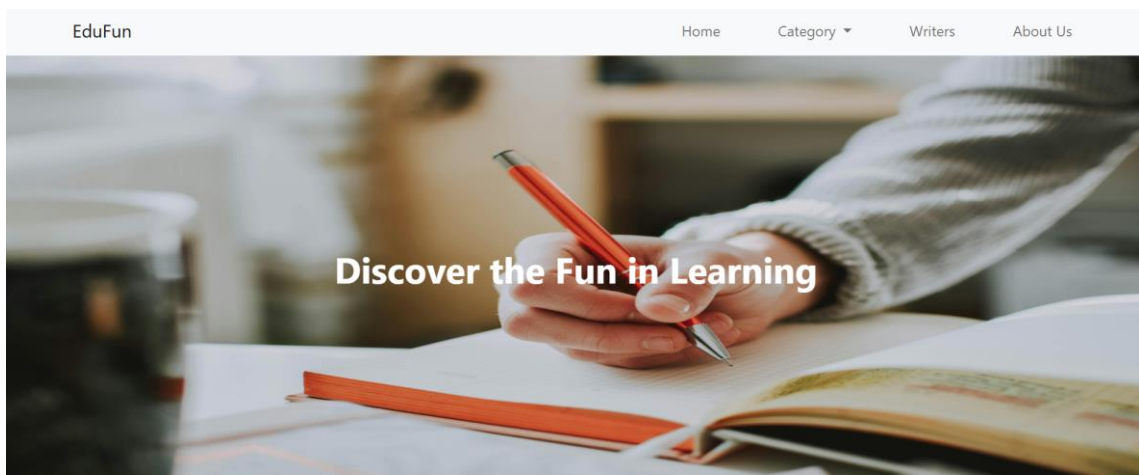 EduFun Home Category Writers About Us
Discover the Fun in Learning